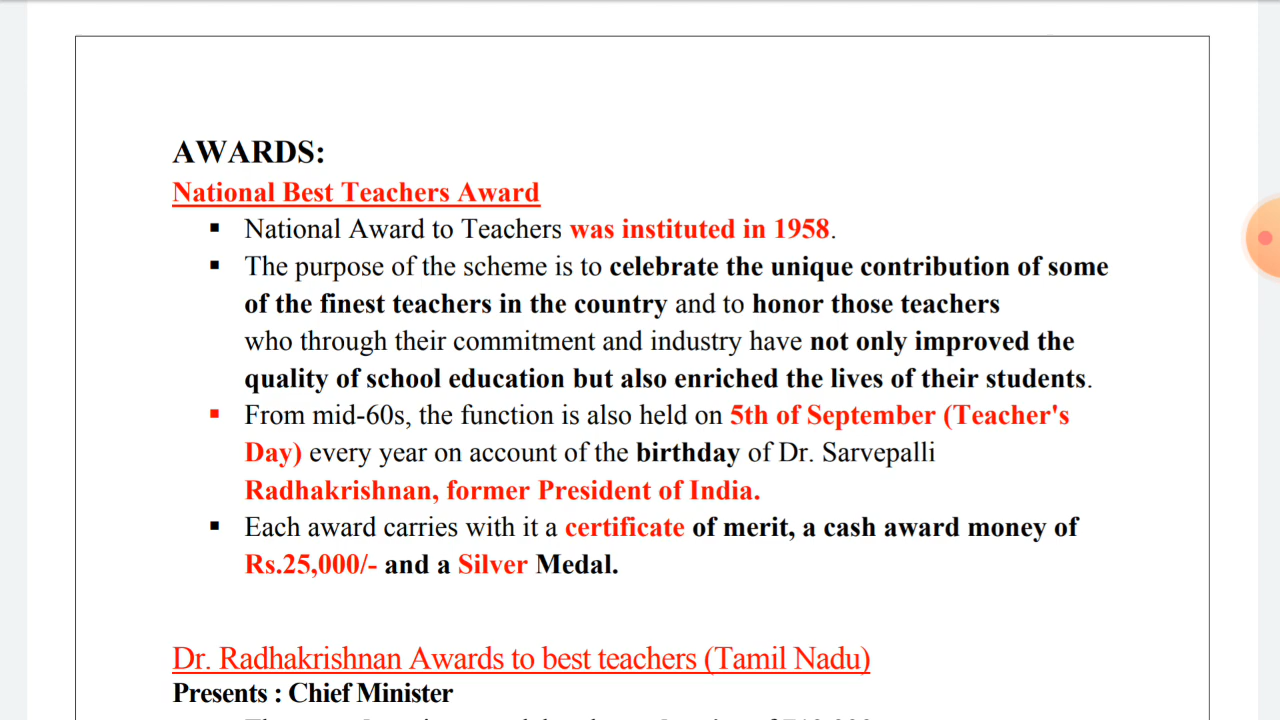 AWARDS:
National Best Teachers Award
▪ National Award to Teachers was instituted in 1958.
▪ The purpose of the scheme is to celebrate the unique contribution of some
of the finest teachers in the country and to honor those teachers
who through their commitment and industry have not only improved the
quality of school education but also enriched the lives of their students.
▪ From mid-60s, the function is also held on 5th of September (Teacher's
Day) every year on account of the birthday of Dr. Sarvepalli
Radhakrishnan, former President of India.
▪ Each award carries with it a certificate of merit, a cash award money of
Rs.25,000/- and a Silver Medal.
Dr. Radhakrishnan Awards to best teachers (Tamil Nadu)
Presents : Chief Minister